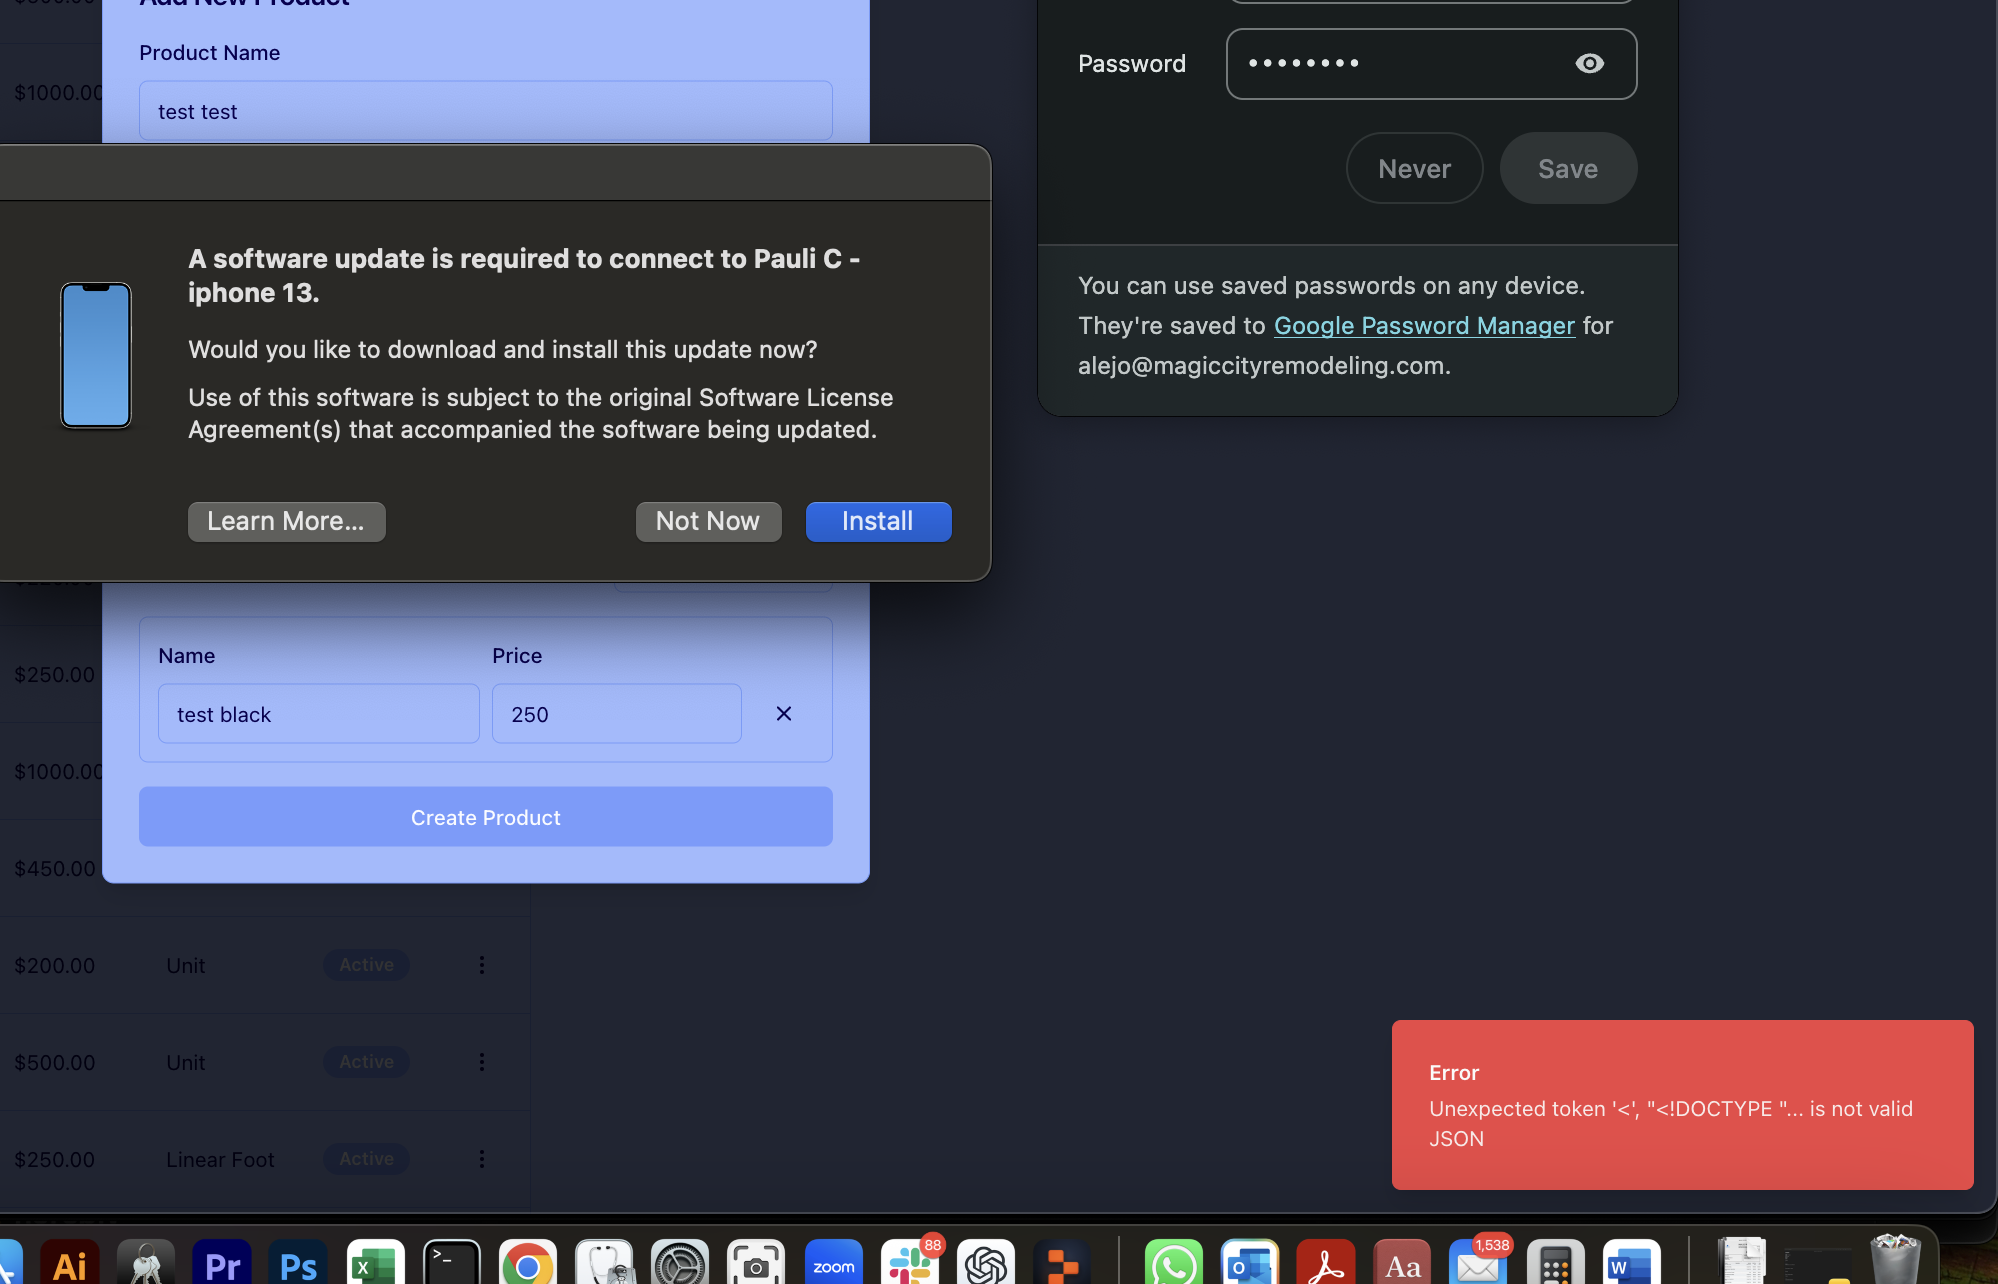 Add New Product
Product Name
$1000.00
test test
Password
••••••••
Never
Save
A software update is required to connect to Pauli C -
iphone 13.
Would you like to download and install this update now?
Use of this software is subject to the original Software License
Agreement(s) that accompanied the software being updated.
Learn More...
Not Now
Install
You can use saved passwords on any device.
They're saved to Google Password Manager for
alejo@magiccityremodeling.com.
Name
Price
$250.00
test black
250
$1000.00
Create Product
$450.00
$200.00
Unit
Active
$500.00
Unit
Active
$250.00
Linear Foot
Active
Error
Unexpected token '<', "<!DOCTYPE "... is not valid
JSON
Ai
Pr
Ps
X
>_
zoom
88
O
Aa
1,538
W